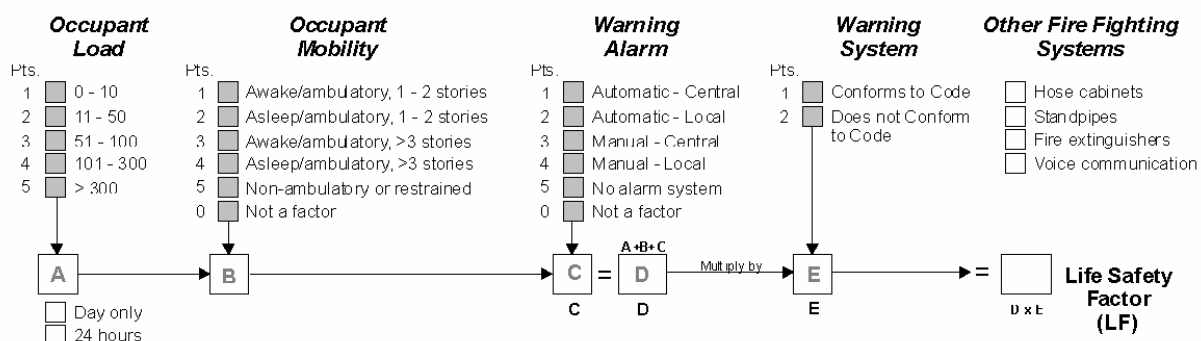 Occupant
Load
Occupant
Mobility
Warning
Alarm
Warning
System
Other Fire Fighting
Systems
Pts.
1 0 - 10
2 11 - 50
3 51 - 100
4 101 - 300
5 > 300
Pts.
1 Awake/ambulatory, 1 - 2 stories
2 Asleep/ambulatory, 1 - 2 stories
3 Awake/ambulatory, >3 stories
4 Asleep/ambulatory, >3 stories
5 Non-ambulatory or restrained
0 Not a factor
Pts.
1 Automatic - Central
2 Automatic - Local
3 Manual - Central
4 Manual - Local
5 No alarm system
0 Not a factor
Pts.
1 Conforms to Code
2 Does not Conform
to Code
Hose cabinets
Standpipes
Fire extinguishers
Voice communication
A
B
C
=
A+B+C
D
Multiply by
E
=
C
D
E
D x E
Life Safety
Factor
(LF)
Day only
24 hours